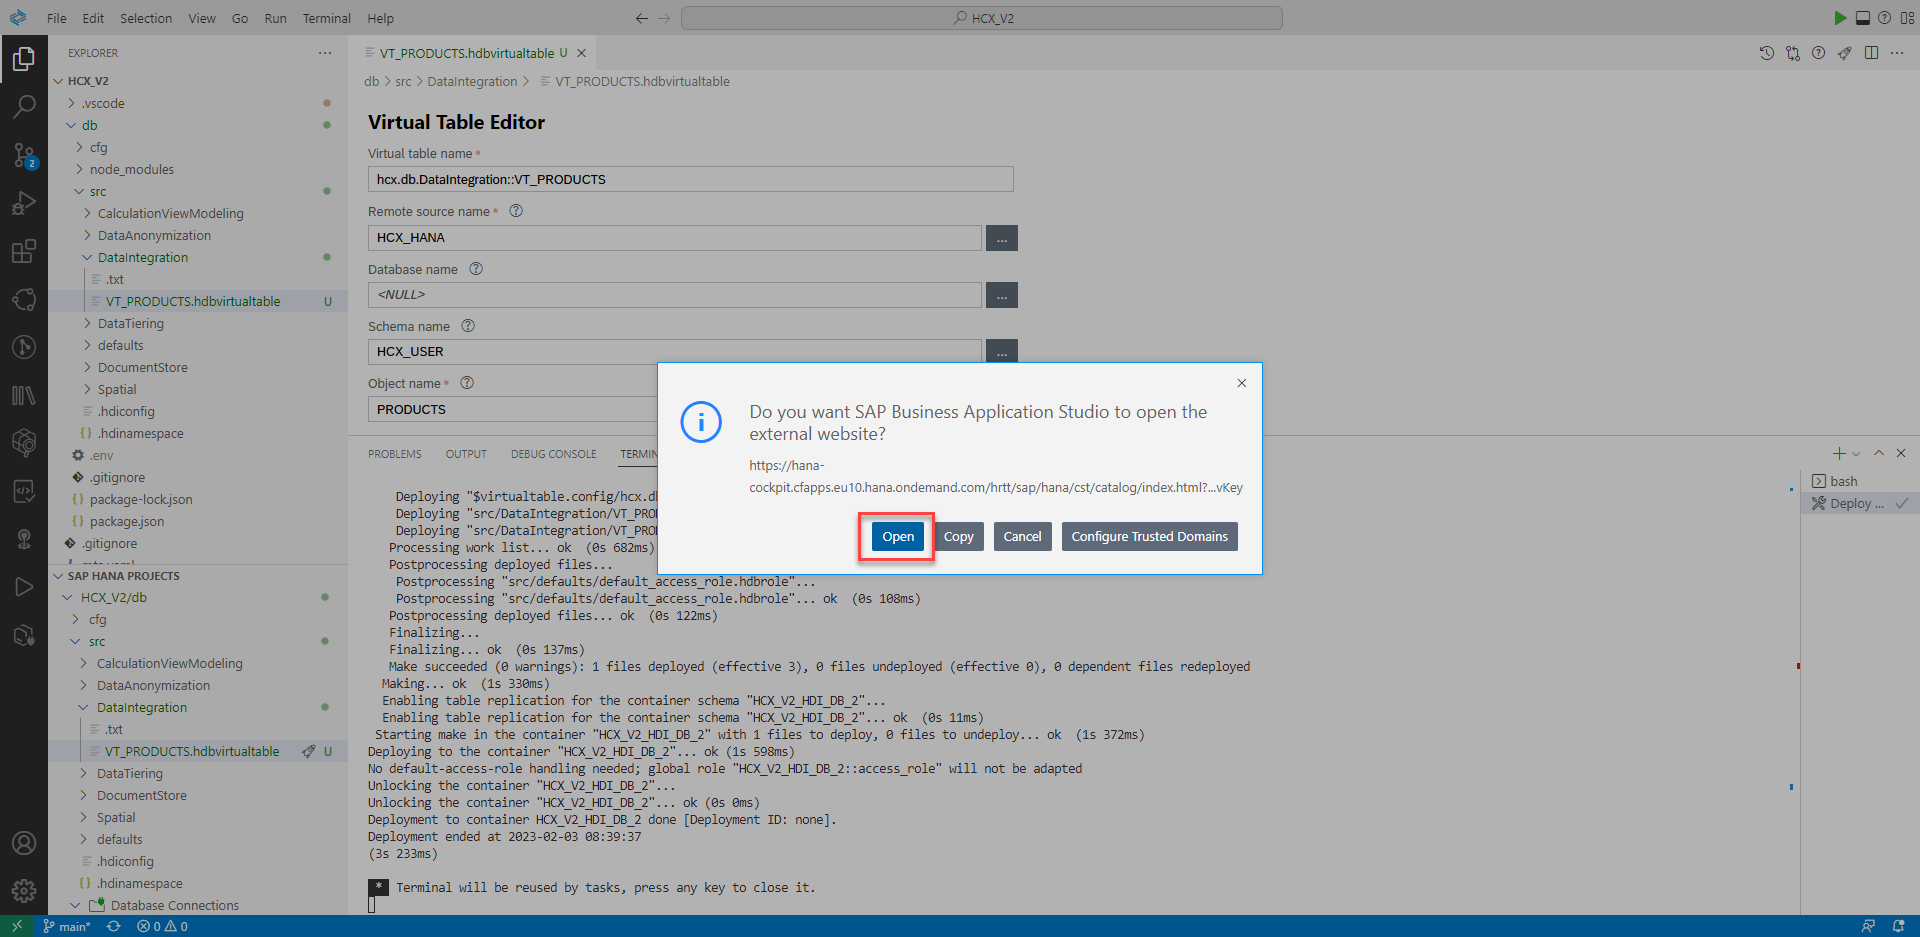 File Edit Selection View Go Run Terminal Help
HCX_V2
EXPLORER
HCX_V2
.vscode
db
cfg
node_modules
src
CalculationViewModeling
DataAnonymization
DataIntegration
.txt
VT_PRODUCTS.hdbvirtualtable U
DataTiering
defaults
DocumentStore
Spatial
.hdiconfig
.hdinamespace
.env
.gitignore
package-lock.json
package.json
.gitignore
SAP HANA PROJECTS
HCX_V2/db
cfg
src
CalculationViewModeling
DataAnonymization
DataIntegration
.txt
VT_PRODUCTS.hdbvirtualtable U
DataTiering
DocumentStore
Spatial
defaults
.hdiconfig
.hdinamespace
Database Connections
VT_PRODUCTS.hdbvirtualtable U
db > src > DataIntegration > VT_PRODUCTS.hdbvirtualtable
Virtual Table Editor
Virtual table name *
hcx.db.DataIntegration::VT_PRODUCTS
Remote source name *
HCX_HANA
...
Database name
<NULL>
...
Schema name
HCX_USER
...
Object name *
PRODUCTS
Do you want SAP Business Application Studio to open the
external website?
https://hana-
cockpit.cfapps.eu10.hana.ondemand.com/hrtt/sap/hana/cst/catalog/index.html?...vKey
Open Copy Cancel Configure Trusted Domains
PROBLEMS OUTPUT DEBUG CONSOLE TERMIN
bash
Deploy ...
Deploying "$virtualtable.config/hcx.db
Deploying "src/DataIntegration/VT_PRO
Deploying "src/DataIntegration/VT_PRO
Processing work list... ok (0s 682ms)
Postprocessing deployed files...
Postprocessing "src/defaults/default_access_role.hdbrole"...
Postprocessing "src/defaults/default_access_role.hdbrole"... ok (0s 108ms)
Postprocessing deployed files... ok (0s 122ms)
Finalizing...
Finalizing... ok (0s 137ms)
Make succeeded (0 warnings): 1 files deployed (effective 3), 0 files undeployed (effective 0), 0 dependent files redeployed
Making... ok (1s 330ms)
Enabling table replication for the container schema "HCX_V2_HDI_DB_2"...
Enabling table replication for the container schema "HCX_V2_HDI_DB_2"... ok (0s 11ms)
Starting make in the container "HCX_V2_HDI_DB_2" with 1 files to deploy, 0 files to undeploy... ok (1s 372ms)
Deploying to the container "HCX_V2_HDI_DB_2"... ok (1s 598ms)
No default-access-role handling needed; global role "HCX_V2_HDI_DB_2::access_role" will not be adapted
Unlocking the container "HCX_V2_HDI_DB_2"...
Unlocking the container "HCX_V2_HDI_DB_2"... ok (0s 0ms)
Deployment to container HCX_V2_HDI_DB_2 done [Deployment ID: none].
Deployment ended at 2023-02-03 08:39:37
(3s 233ms)
* Terminal will be reused by tasks, press any key to close it.
2
main* 0 0